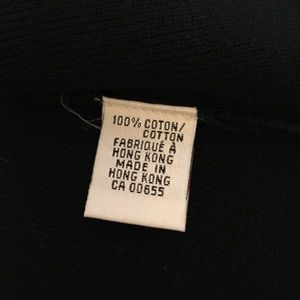 100% COTON/
COTTON
FABRIQUÉ À
HONG KONG
MADE IN
HONG KONG
CA 00655